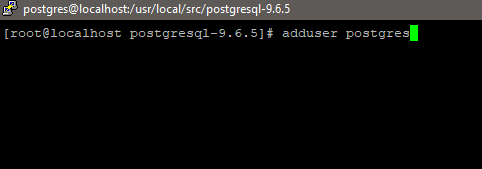 postgres@localhost:/usr/local/src/postgresql-9.6.5
[root@localhost postgresql-9.6.5]# adduser postgres